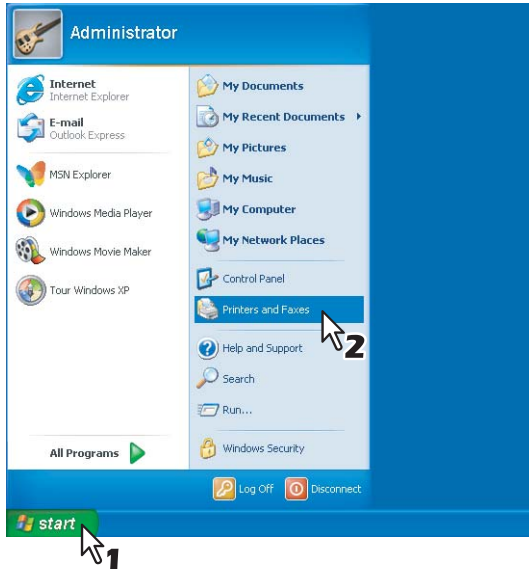 Administrator
Internet
Internet Explorer
E-mail
Outlook Express
MSN Explorer
Windows Media Player
Windows Movie Maker
Tour Windows XP
All Programs
My Documents
My Recent Documents
My Pictures
My Music
My Computer
My Network Places
Control Panel
Printers and Faxes
2
Help and Support
Search
Run...
Windows Security
Log Off Disconnect
start
1